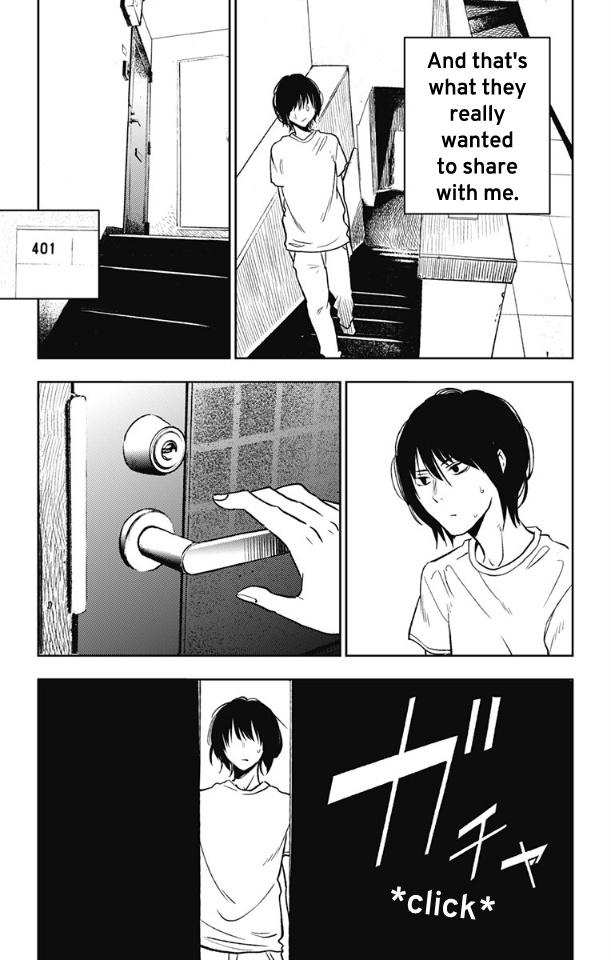 And that's
what they
really
wanted
to share
with me.
401
ガチャ
*click*